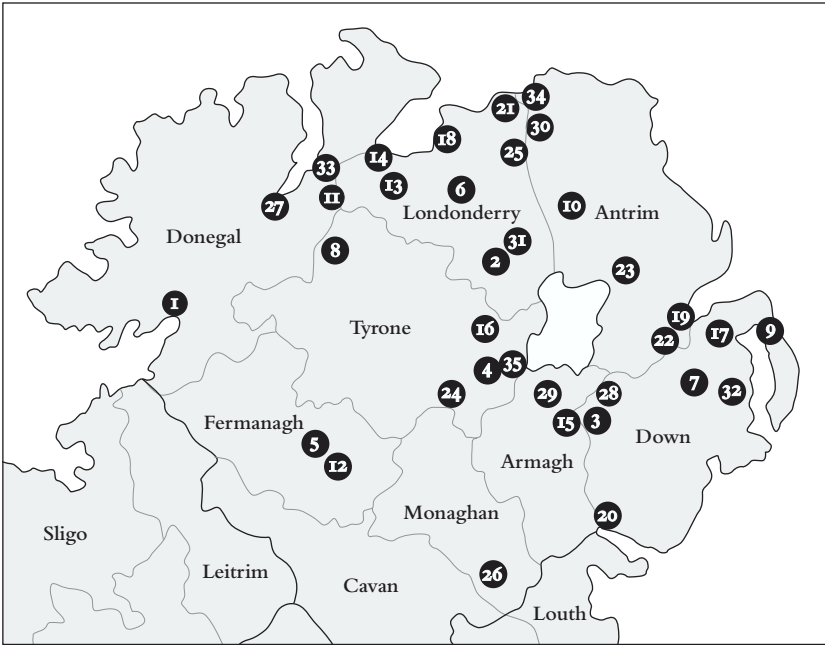 34
21
30
18
14
25
33
13
6
11
10
27
Londonderry
Antrim
Donegal
31
8
2
23
1
19
16
Tyrone
9
17
22
35
4
7
32
24
29
28
Fermanagh
15
3
5
Down
12
Armagh
Monaghan
20
Sligo
Leitrim
26
Cavan
Louth